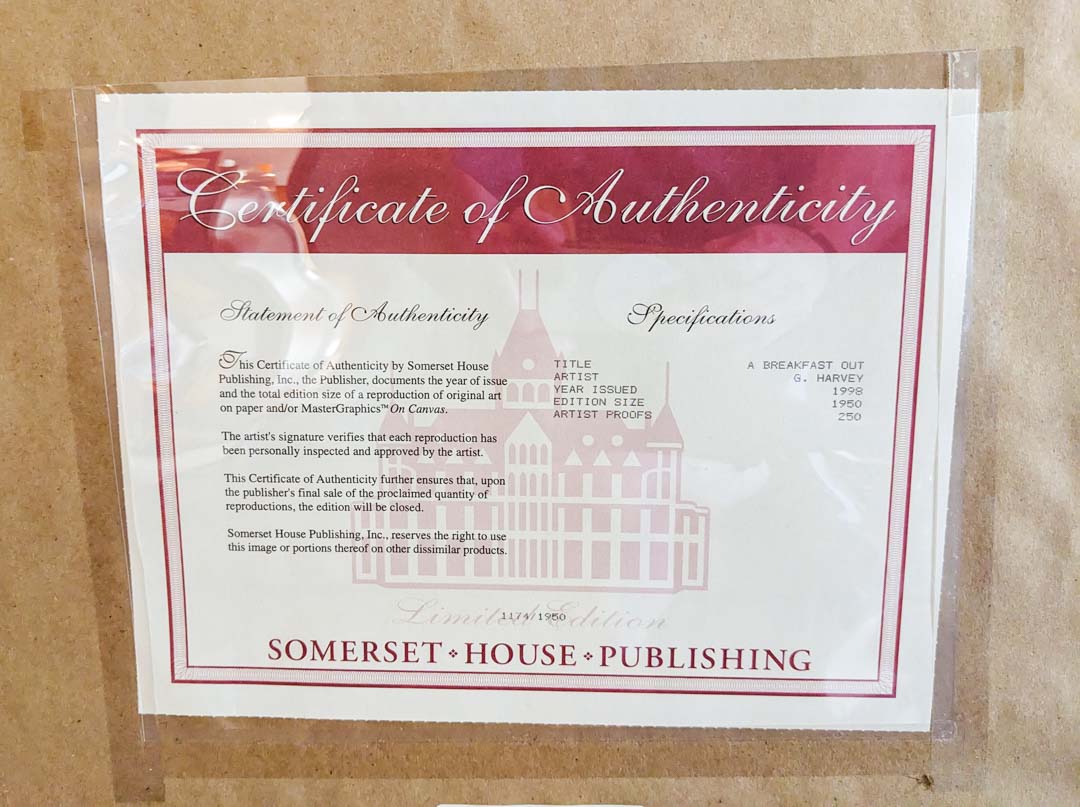 Certificate of Authenticity
Statement of Authenticity
This Certificate of Authenticity by Somerset House
Publishing, Inc., the Publisher, documents the year of issue
and the total edition size of a reproduction of original art
on paper and/or MasterGraphics™ On Canvas.
The artist's signature verifies that each reproduction has
been personally inspected and approved by the artist.
This Certificate of Authenticity further ensures that, upon
the publisher's final sale of the proclaimed quantity of
reproductions, the edition will be closed.
Somerset House Publishing, Inc., reserves the right to use
this image or portions thereof on other dissimilar products.
Specifications
TITLE A BREAKFAST OUT
ARTIST G. HARVEY
YEAR ISSUED 1998
EDITION SIZE 1950
ARTIST PROOFS 250
Limited Edition
1174/1950
SOMERSET HOUSE PUBLISHING